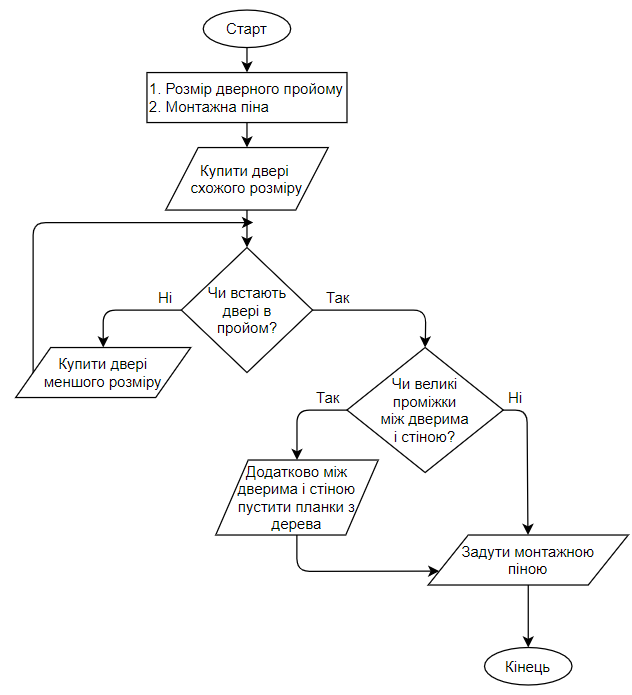 Старт
1. Розмір дверного пройому
2. Монтажна піна
Купити двері
схожого розміру
Чи встають
двері в
пройом?
Ні
Так
Купити двері
меншого розміру
Чи великі
проміжки
між дверима
і стіною?
Так
Ні
Додатково між
дверима і стіною
пустити планки з
дерева
Задути монтажною
піною
Кінець